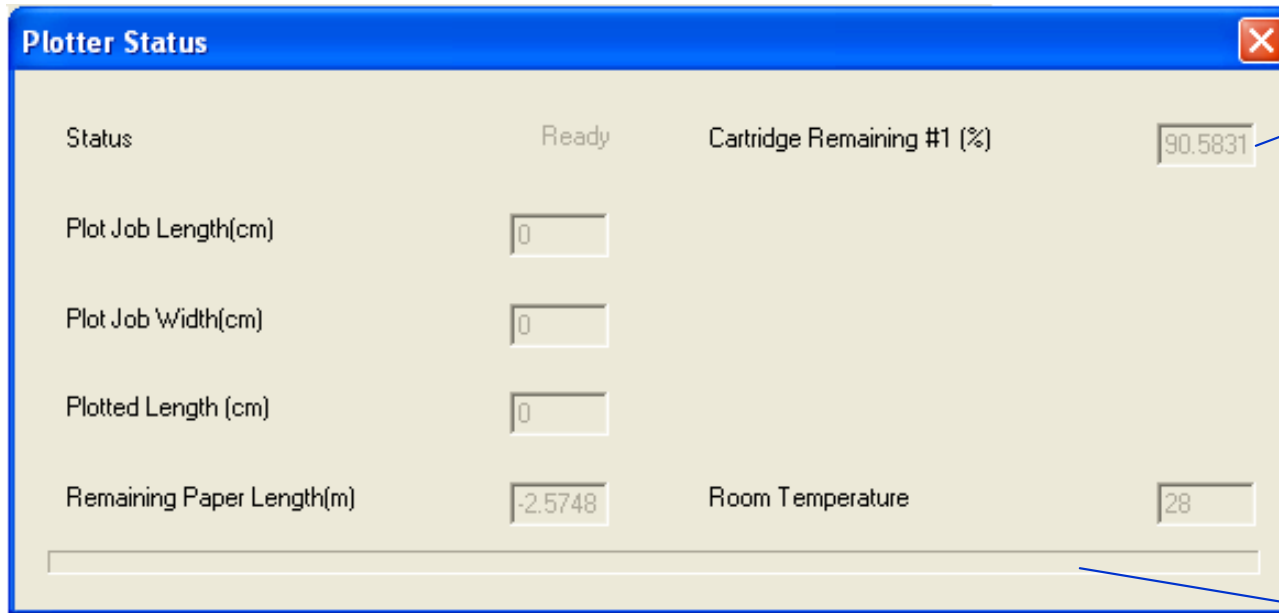 Plotter Status
Status Ready Cartridge Remaining #1 (%) 90.5831
Plot Job Length(cm) 0
Plot Job Width(cm) 0
Plotted Length (cm) 0
Remaining Paper Length(m) -2.5748 Room Temperature 28